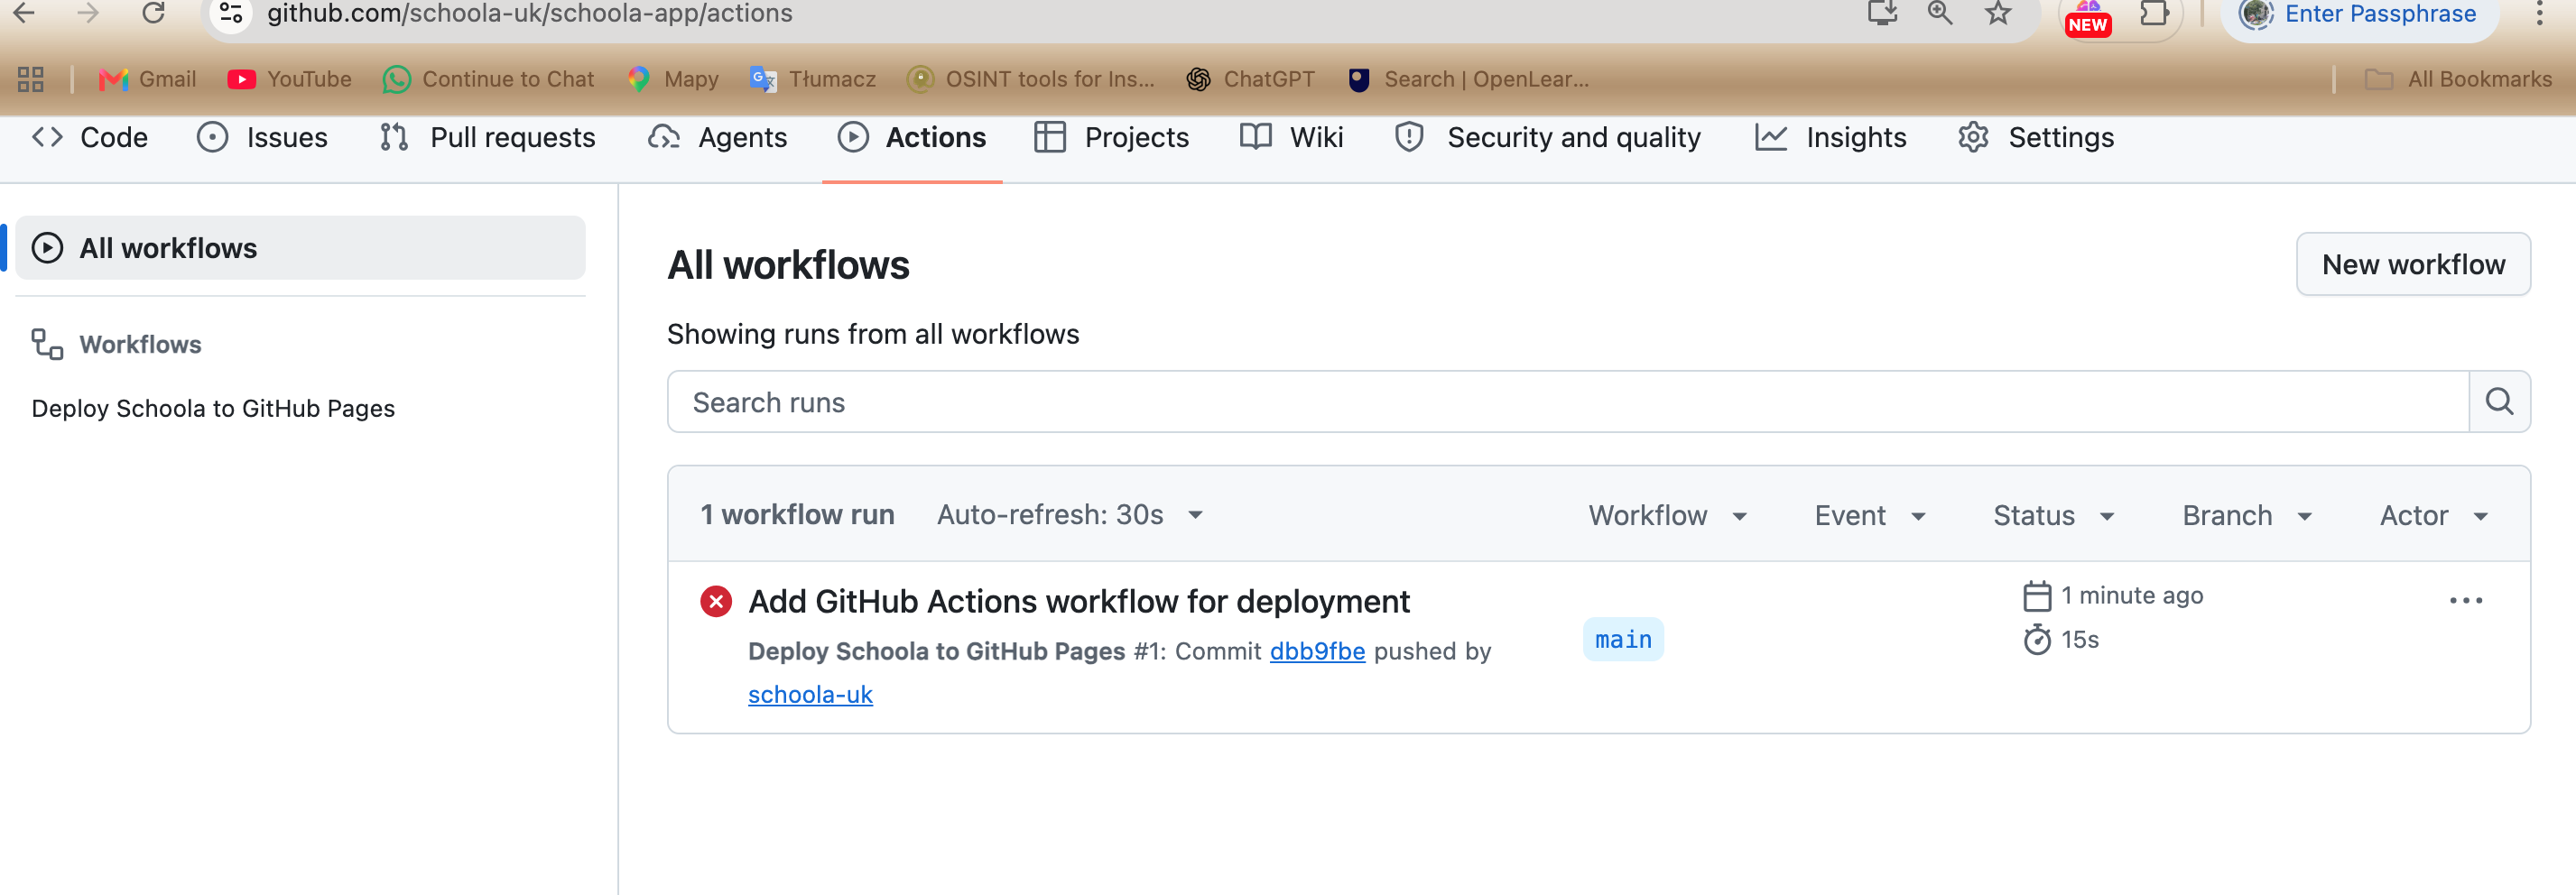 github.com/schoola-uk/schoola-app/actions
NEW
Enter Passphrase
Gmail
YouTube
Continue to Chat
Mapy
Tłumacz
OSINT tools for Ins...
ChatGPT
Search | OpenLear...
All Bookmarks
Code
Issues
Pull requests
Agents
Actions
Projects
Wiki
Security and quality
Insights
Settings
All workflows
Workflows
Deploy Schoola to GitHub Pages
All workflows
New workflow
Showing runs from all workflows
Search runs
1 workflow run
Auto-refresh: 30s
Workflow
Event
Status
Branch
Actor
Add GitHub Actions workflow for deployment
Deploy Schoola to GitHub Pages #1: Commit dbb9fbe pushed by
schoola-uk
main
1 minute ago
15s